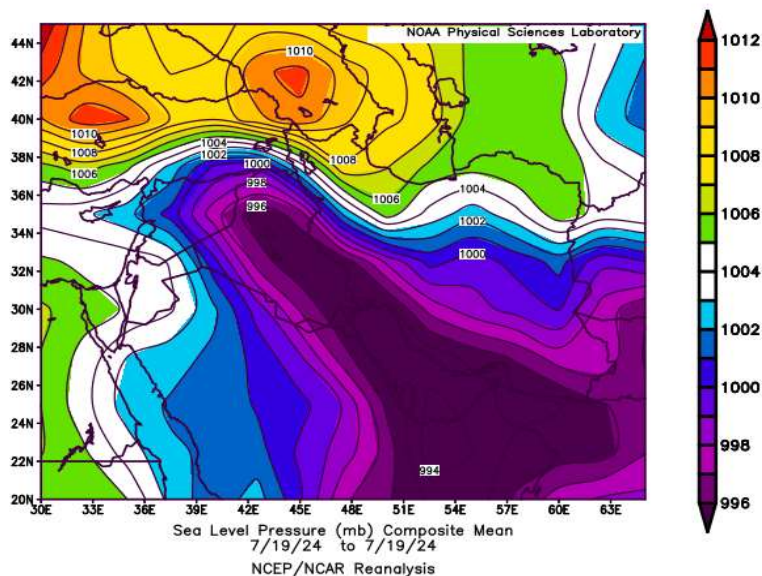 NOAA Physical Sciences Laboratory
44N
42N
40N
38N
36N
34N
32N
30N
28N
26N
24N
22N
20N
1010
1010
1008
1008
1006
1006
1004
1004
1002
1002
1000
1000
998
996
994
30E 33E 36E 39E 42E 45E 48E 51E 54E 57E 60E 63E
1012
1010
1008
1006
1004
1002
1000
998
996
Sea Level Pressure (mb) Composite Mean
7/19/24 to 7/19/24
NCEP/NCAR Reanalysis